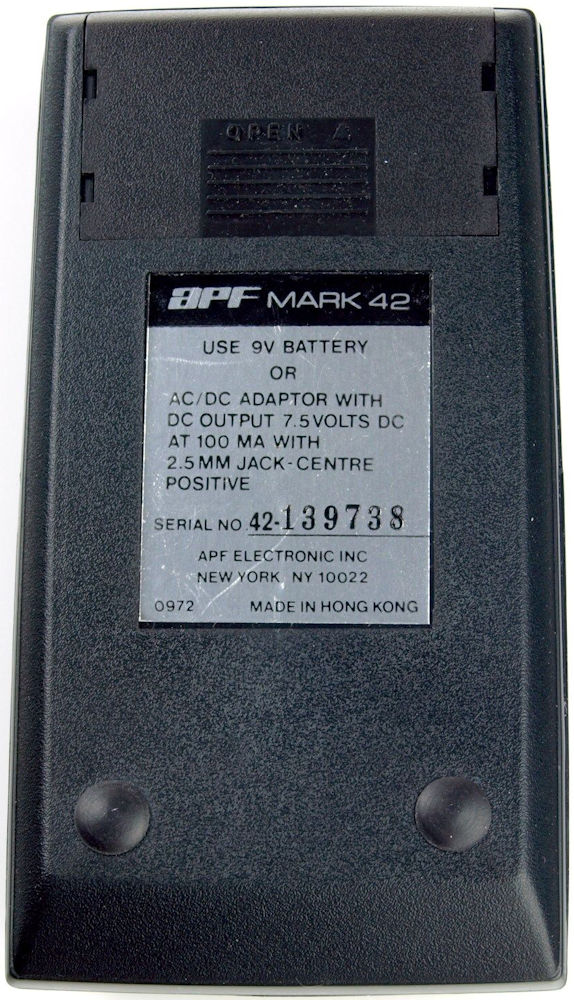 OPEN
APF MARK 42
USE 9V BATTERY
OR
AC/DC ADAPTOR WITH
DC OUTPUT 7.5VOLTS DC
AT 100 MA WITH
2.5MM JACK-CENTRE
POSITIVE
SERIAL NO. 42-139738
APF ELECTRONIC INC
NEW YORK, NY 10022
0972 MADE IN HONG KONG